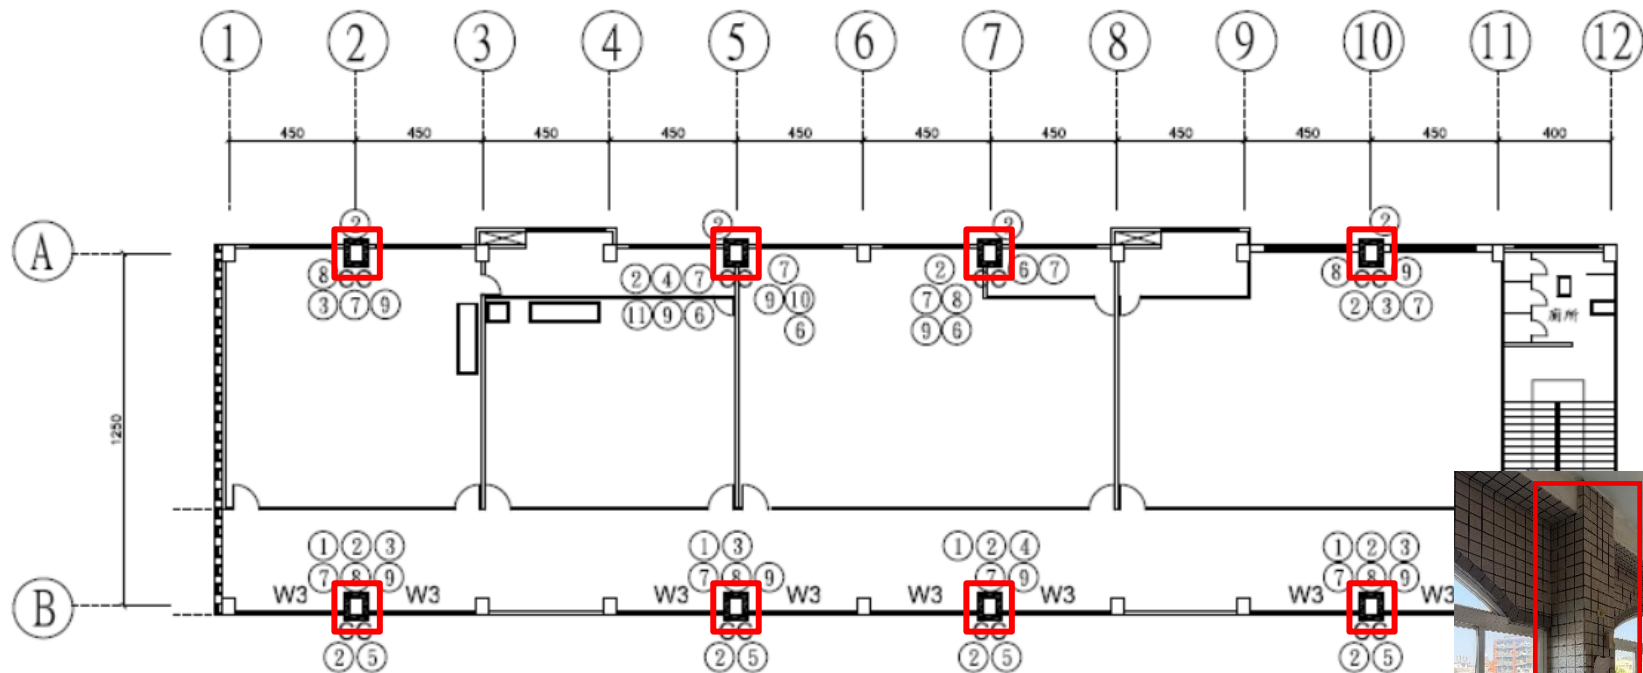 1 2 3 4 5 6 7 8 9 10 11 12
450 450 450 450 450 450 450 450 450 450 400
A
1250
B
② ② ② ②
⑧ ② ④ ⑦ ⑦ ② ⑥ ⑦ ⑧ ⑨
③ ⑦ ⑨ ⑪ ⑨ ⑥ ⑨ ⑩ ⑦ ⑧ ② ③ ⑦
⑥ ⑨ ⑥
廁所
① ② ③ ① ③ ① ② ④ ① ② ③
⑦ ⑧ ⑨ ⑦ ⑧ ⑨ ⑦ ⑨ ⑦ ⑧ ⑨
W3 W3 W3 W3 W3 W3 W3
② ⑤ ② ⑤ ② ⑤ ② ⑤